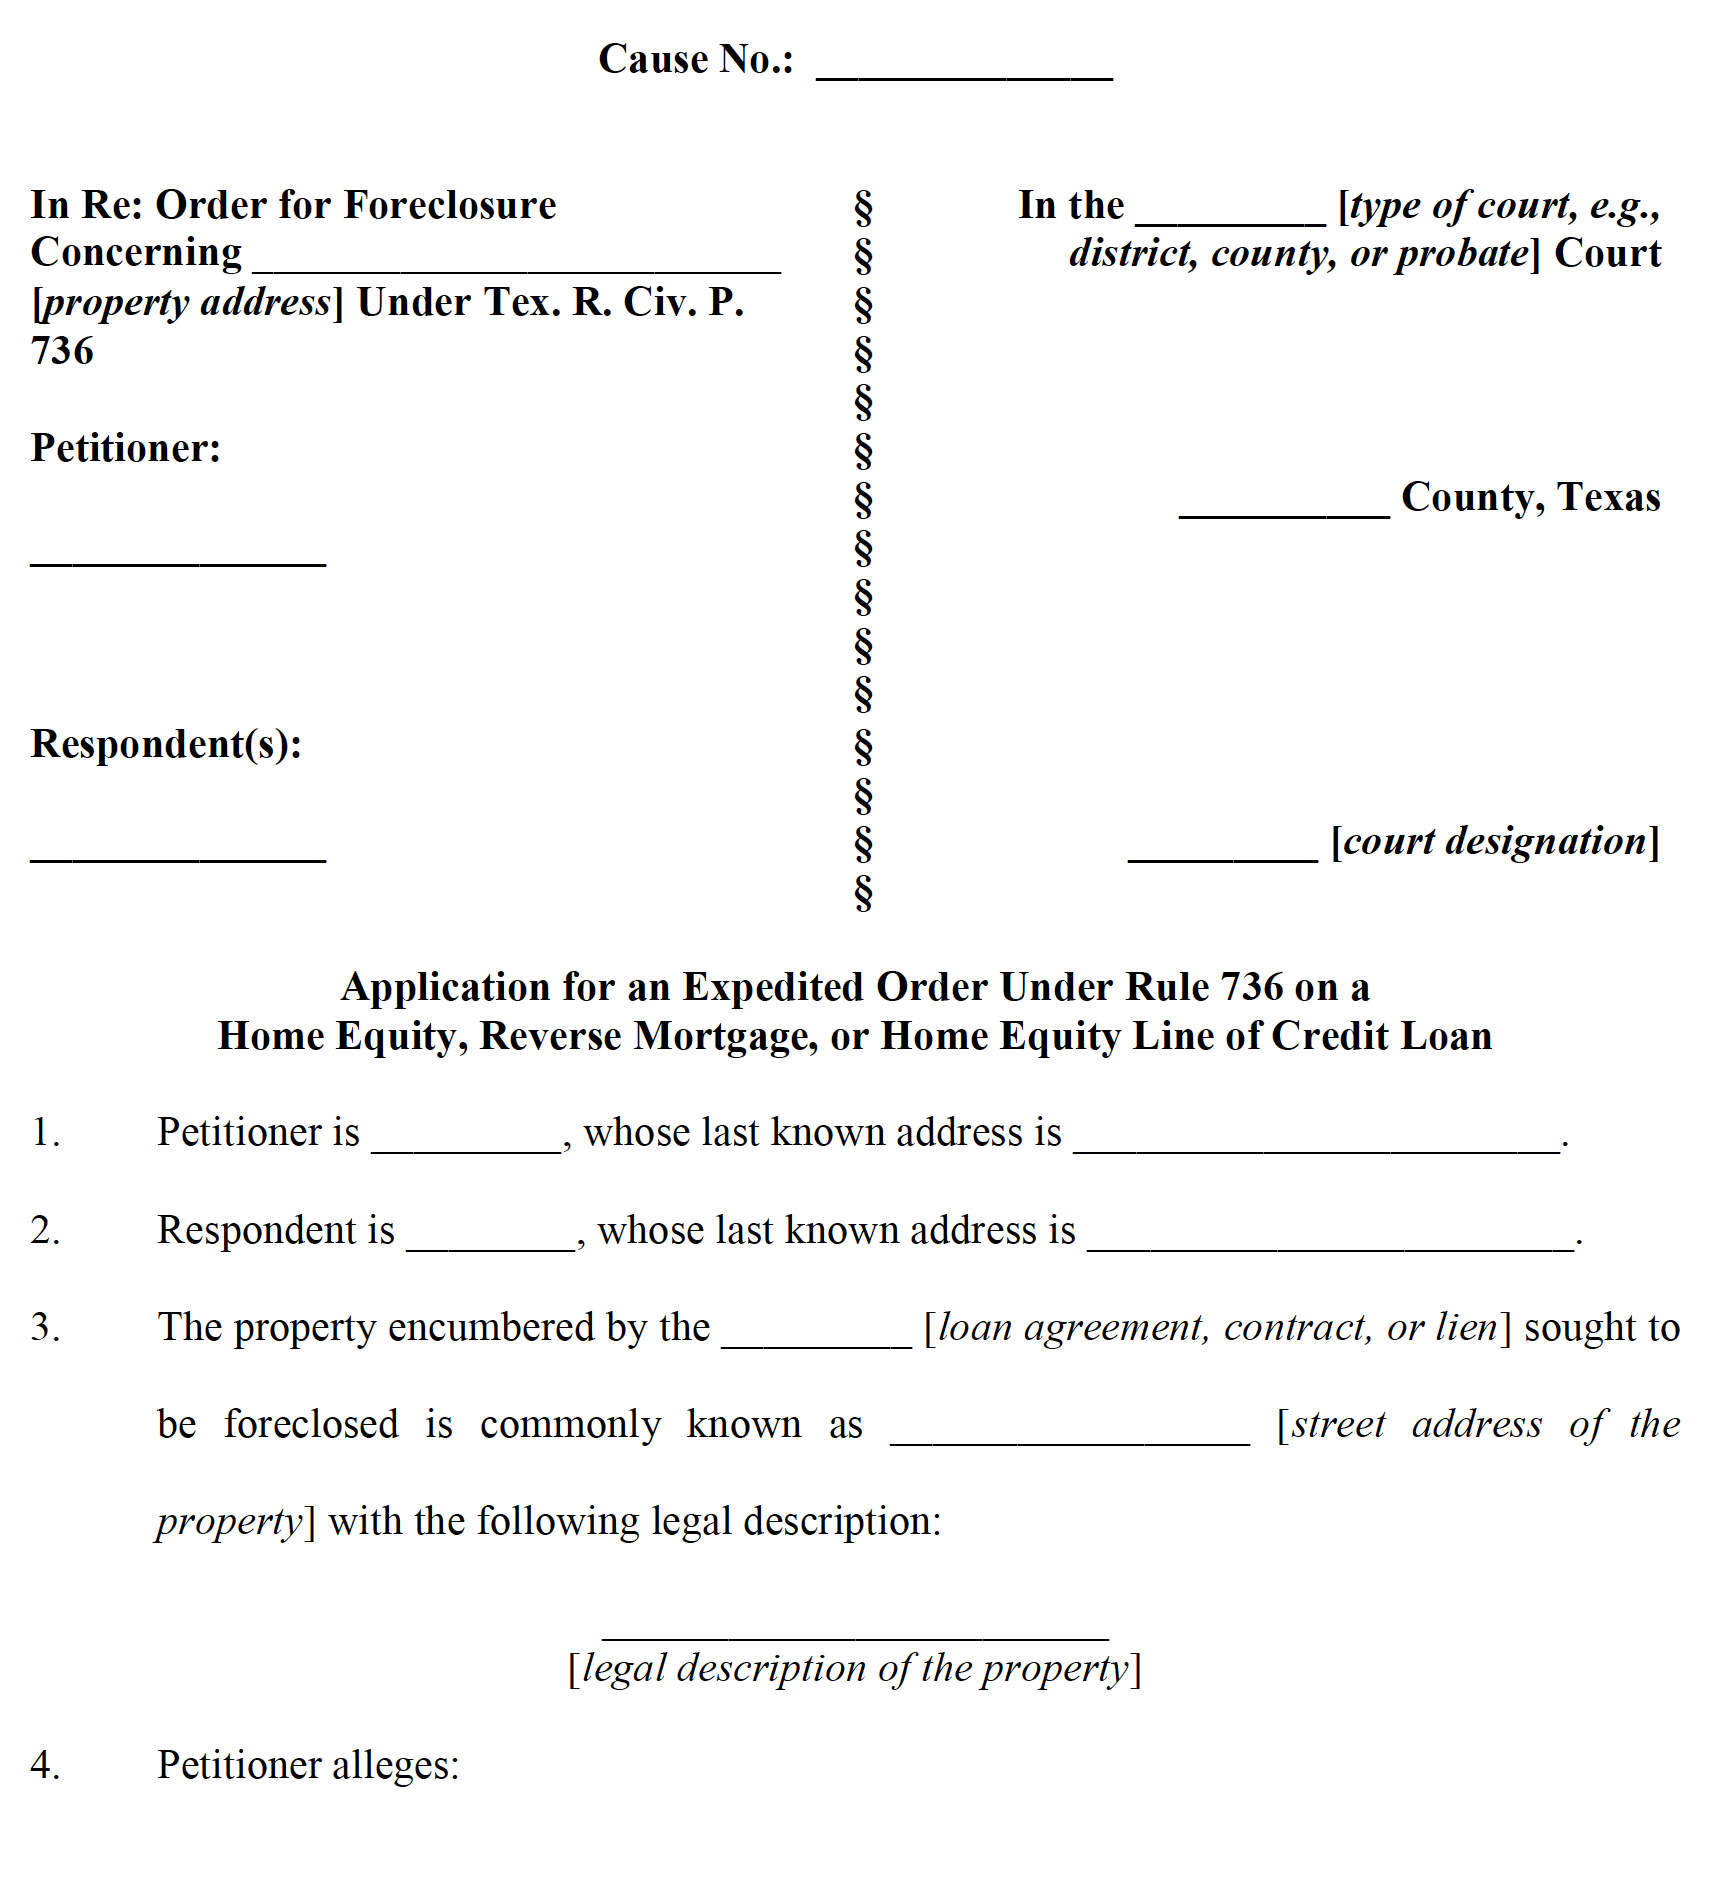 Cause No.: ______________
In Re: Order for Foreclosure § In the _________ [type of court, e.g.,
Concerning _________________________ § district, county, or probate] Court
[property address] Under Tex. R. Civ. P. §
736 §
§
Petitioner: §
§ __________ County, Texas
______________ §
§
§
§
Respondent(s): §
§
______________ § _________ [court designation]
§
Application for an Expedited Order Under Rule 736 on a
Home Equity, Reverse Mortgage, or Home Equity Line of Credit Loan
1. Petitioner is _________, whose last known address is _______________________.
2. Respondent is ________, whose last known address is _______________________.
3. The property encumbered by the _________ [loan agreement, contract, or lien] sought to
be foreclosed is commonly known as _________________ [street address of the
property] with the following legal description:
________________________
[legal description of the property]
4. Petitioner alleges: